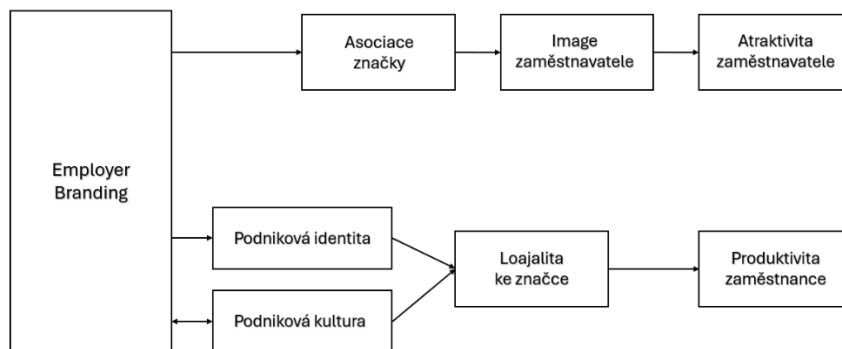 Employer
Branding
Asociace
značky
Image
zaměstnavatele
Atraktivita
zaměstnavatele
Podniková identita
Podniková kultura
Loajalita
ke značce
Produktivita
zaměstnance